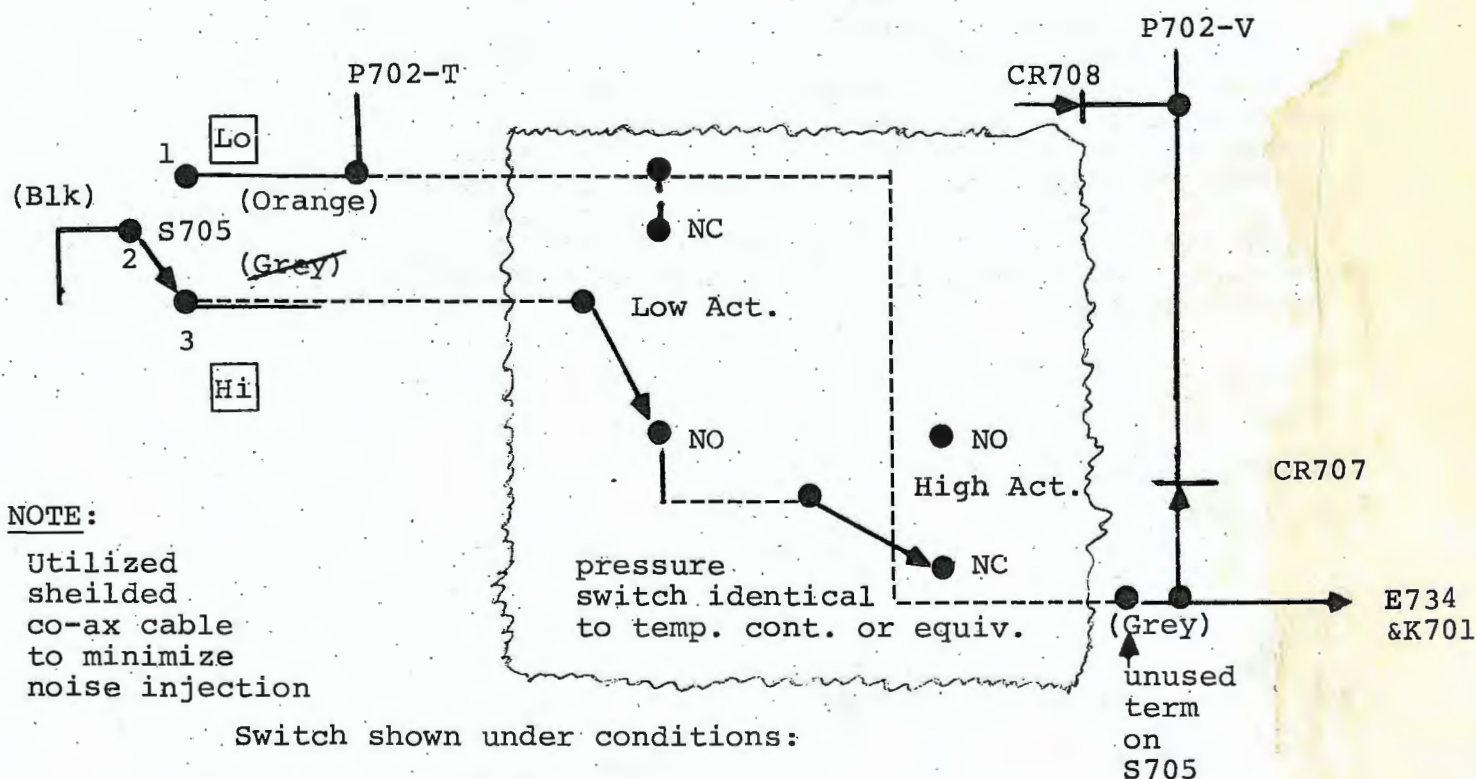 P702-V
P702-T
CR708
Lo
1
(Blk)
(Orange)
S705
NC
2
(Grey)
Low Act.
3
Hi
NO
NO
High Act.
CR707
NOTE:
Utilized
sheilded
co-ax cable
to minimize
noise injection
NC
pressure
switch identical
to temp. cont. or equiv.
(Grey)
E734
&K701
unused
term
on
S705
Switch shown under conditions: